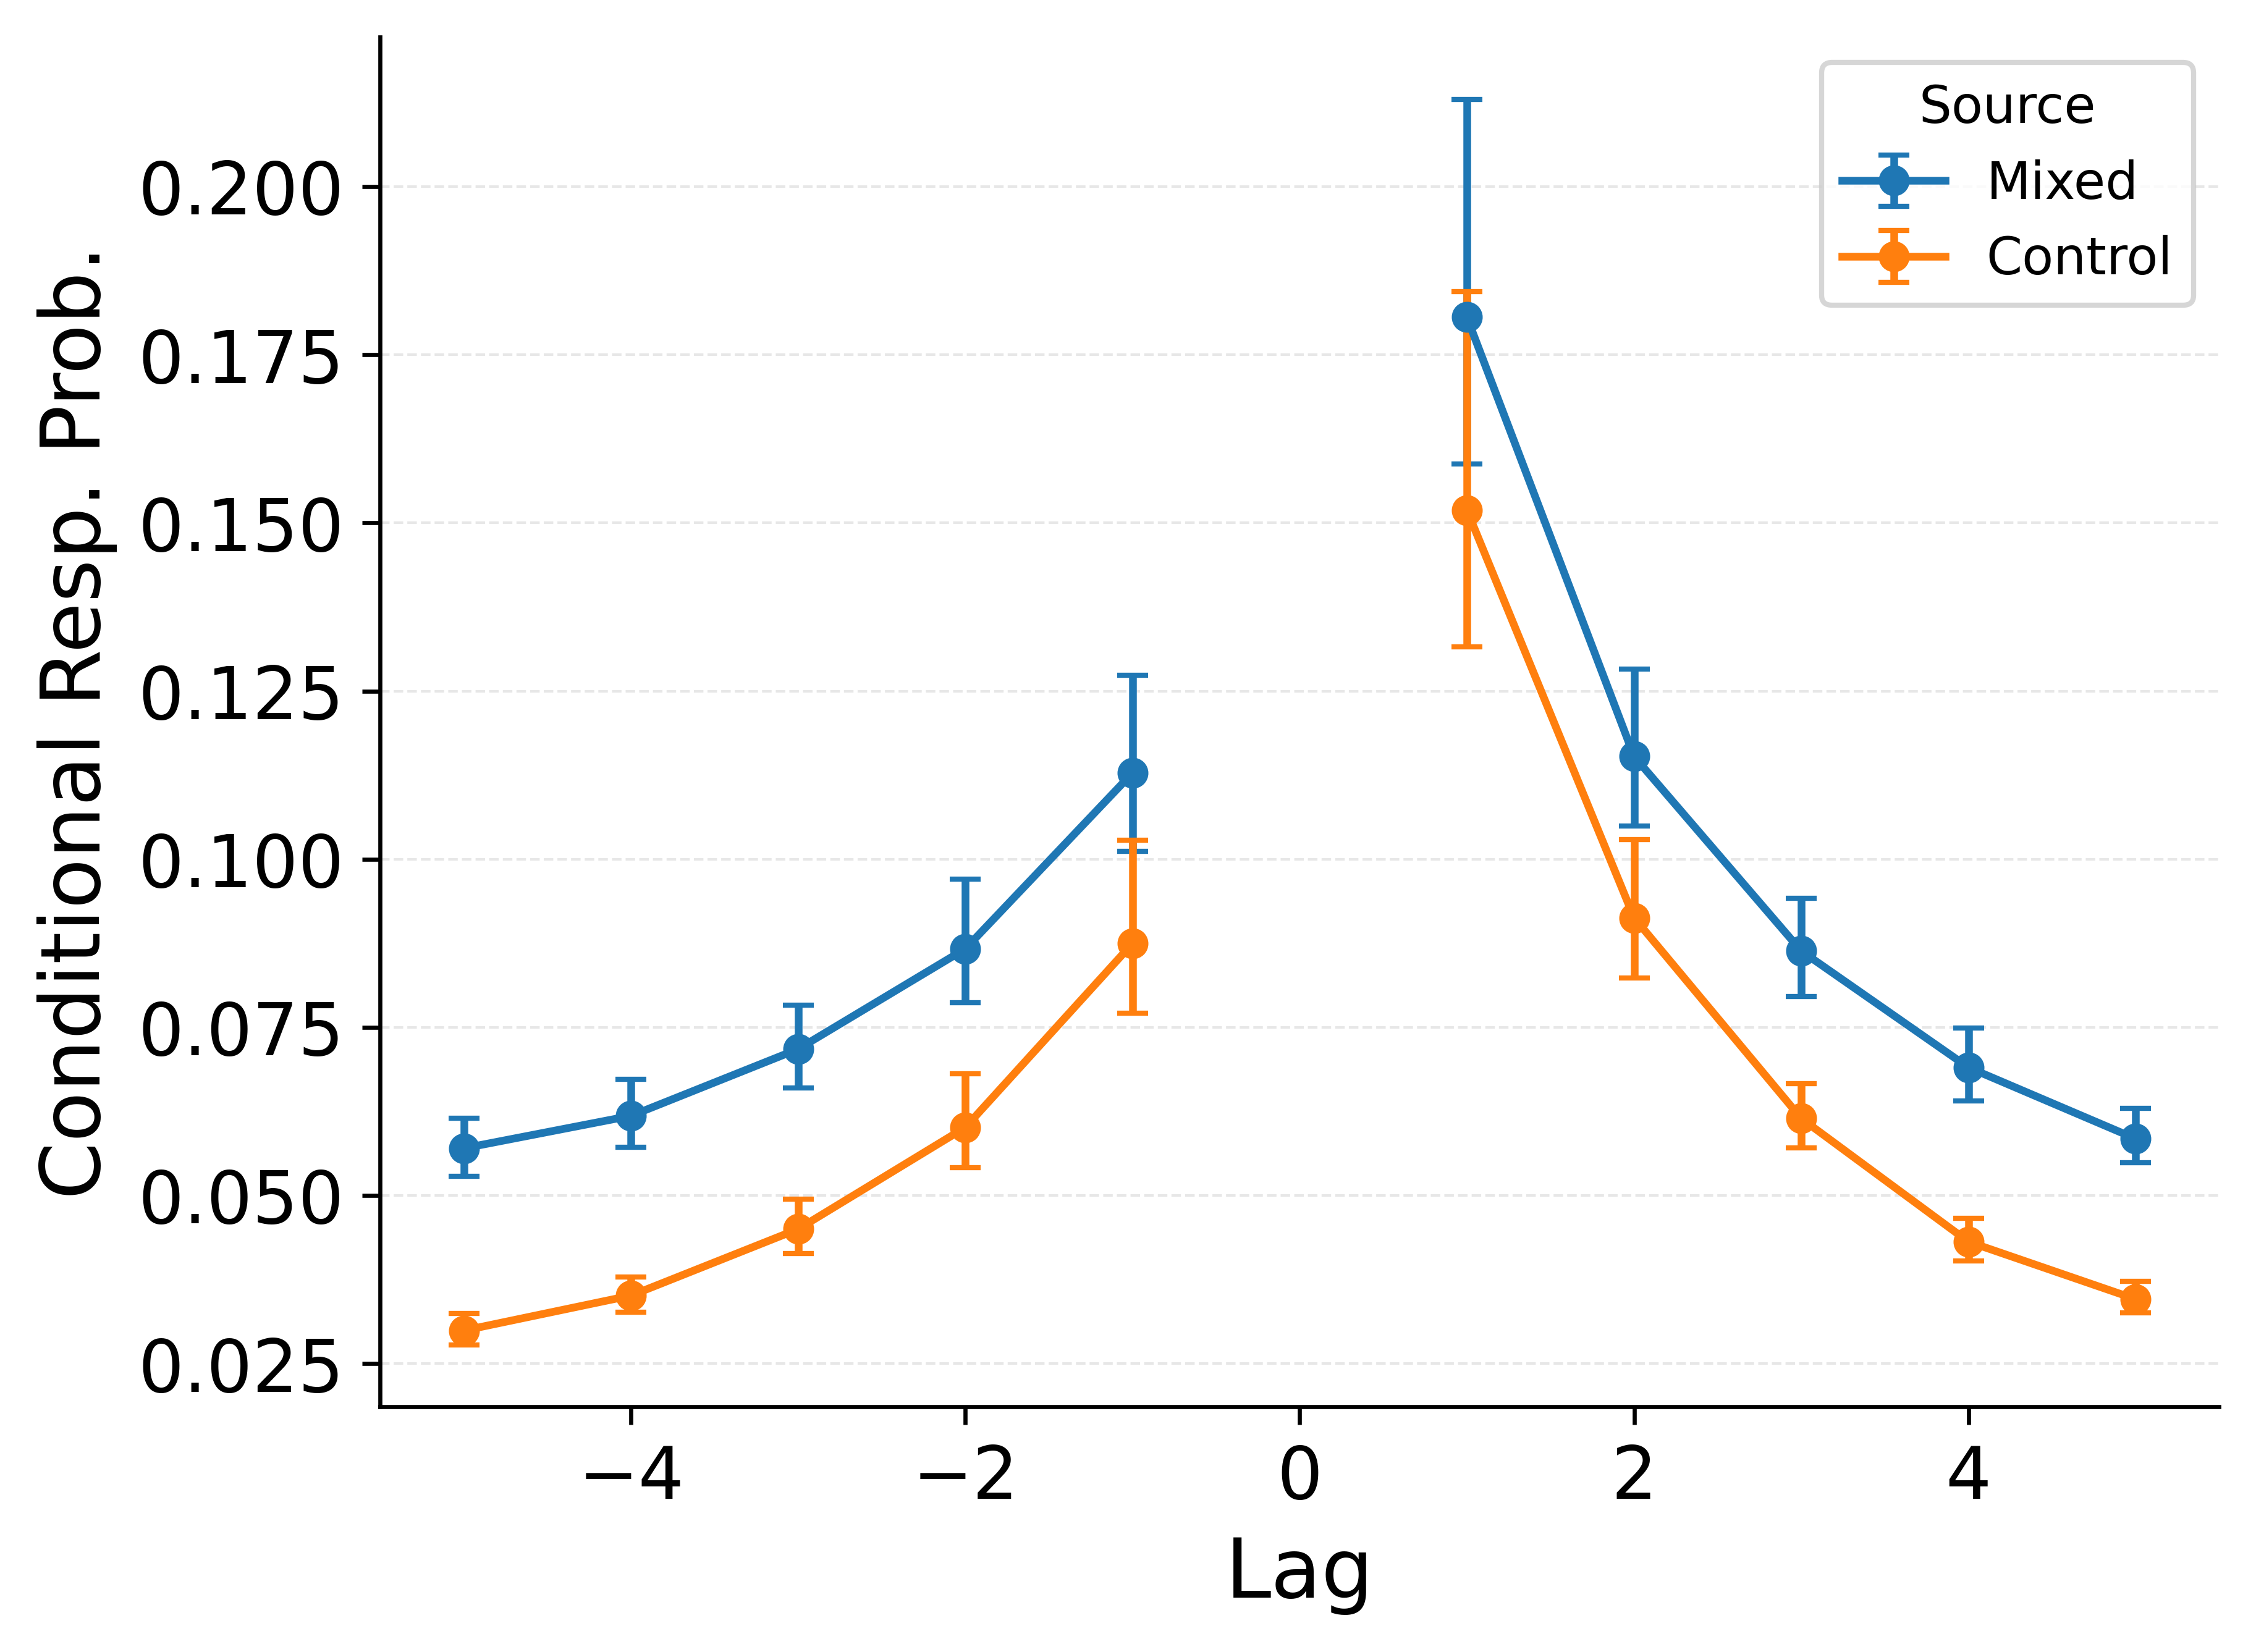 Source
Mixed
Control
Conditional Resp. Prob.
0.200
0.175
0.150
0.125
0.100
0.075
0.050
0.025
−4 −2 0 2 4
Lag